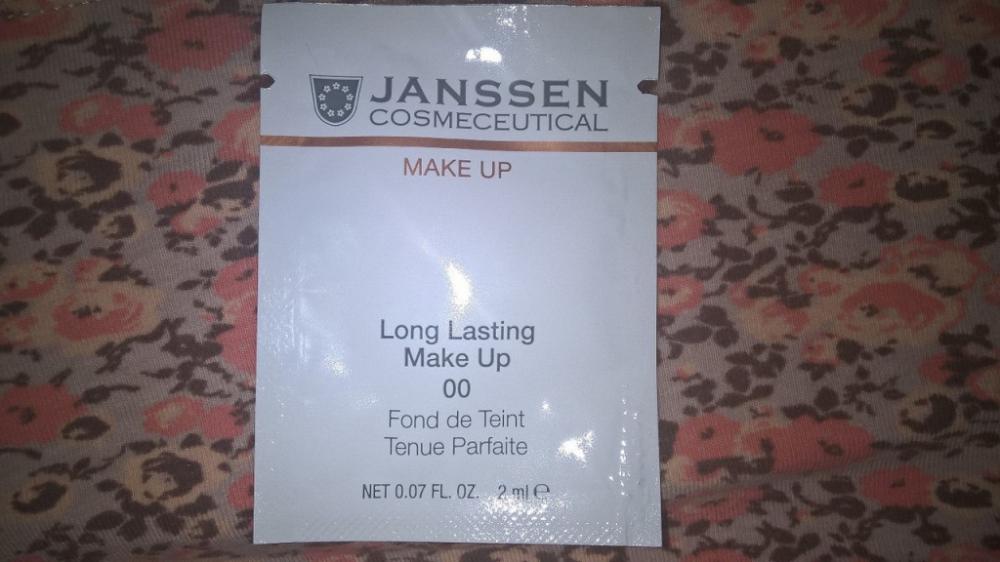 JANSSEN
COSMECEUTICAL
MAKE UP
Long Lasting
Make Up
00
Fond de Teint
Tenue Parfaite
NET 0.07 FL. OZ. 2 ml ℮